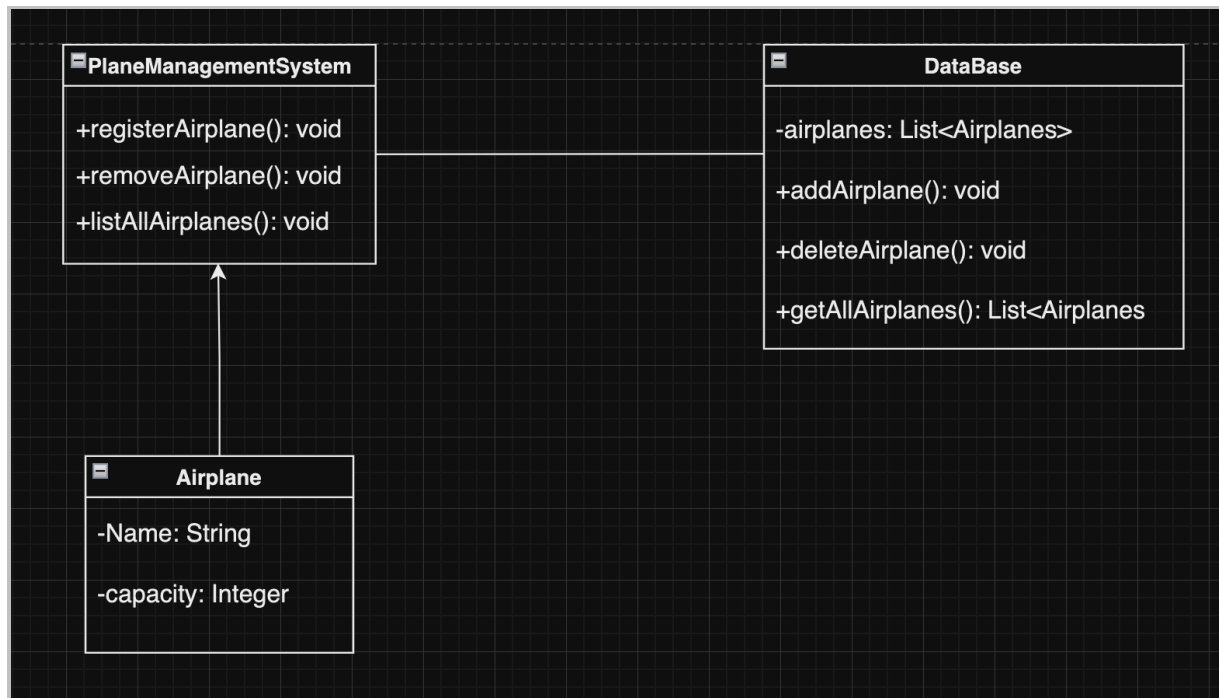 PlaneManagementSystem
+registerAirplane(): void
+removeAirplane(): void
+listAllAirplanes(): void
DataBase
-airplanes: List<Airplanes>
+addAirplane(): void
+deleteAirplane(): void
+getAllAirplanes(): List<Airplanes
Airplane
-Name: String
-capacity: Integer